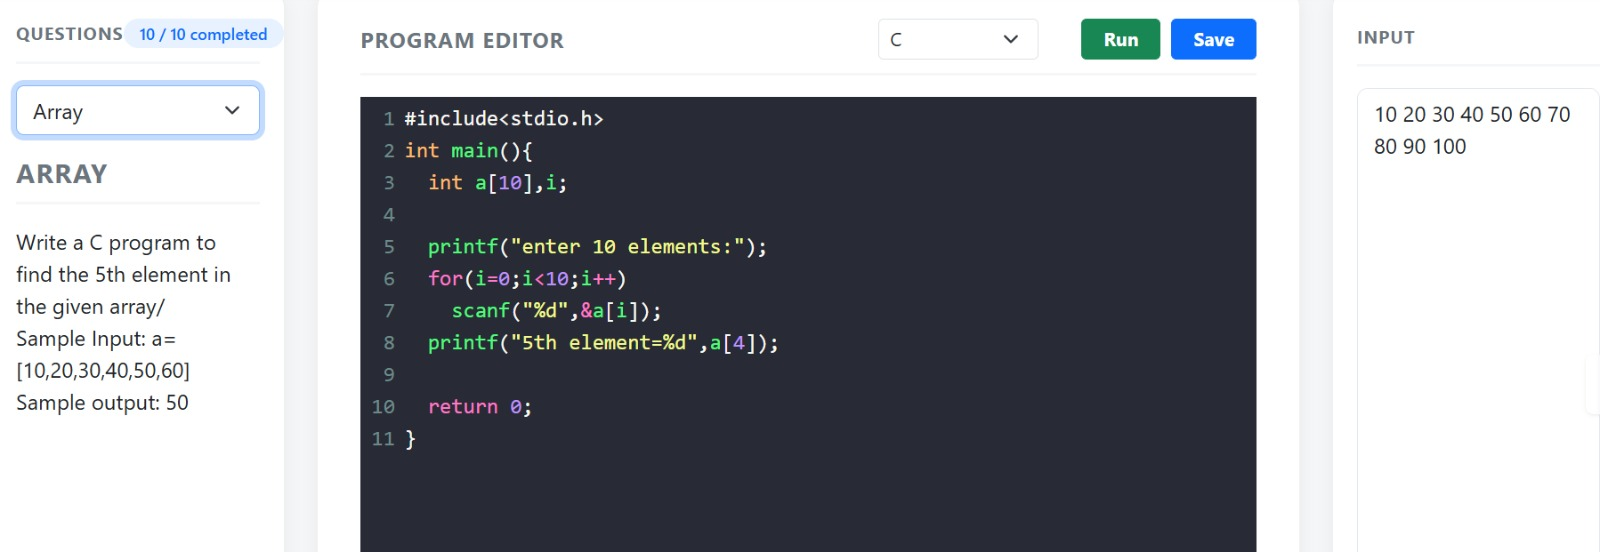 QUESTIONS 10 / 10 completed
Array
ARRAY
Write a C program to
find the 5th element in
the given array/
Sample Input: a=
[10,20,30,40,50,60]
Sample output: 50
PROGRAM EDITOR
C
Run
Save
1 #include<stdio.h>
2 int main(){
3   int a[10],i;
4
5   printf("enter 10 elements:");
6   for(i=0;i<10;i++)
7     scanf("%d",&a[i]);
8   printf("5th element=%d",a[4]);
9
10   return 0;
11 }
INPUT
10 20 30 40 50 60 70
80 90 100